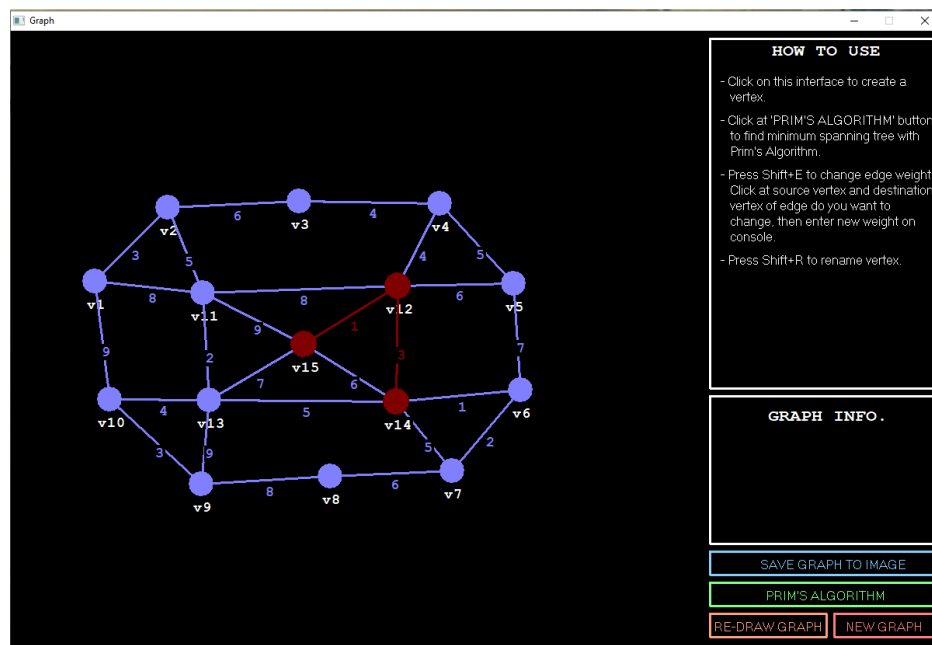 Graph
HOW TO USE
- Click on this interface to create a
vertex.
- Click at 'PRIM'S ALGORITHM' button
to find minimum spanning tree with
Prim's Algorithm.
- Press Shift+E to change edge weight
Click at source vertex and destination
vertex of edge do you want to
change, then enter new weight on
console.
- Press Shift+R to rename vertex.
6
4
v2
v3
v4
3
5
4
5
8
8
6
v1
v11
v12
v5
9
1
9
2
3
7
v15
7
6
4
5
1
v10
v13
v14
v6
3
9
5
2
8
6
v9
v8
v7
GRAPH INFO.
SAVE GRAPH TO IMAGE
PRIM'S ALGORITHM
RE-DRAW GRAPH
NEW GRAPH